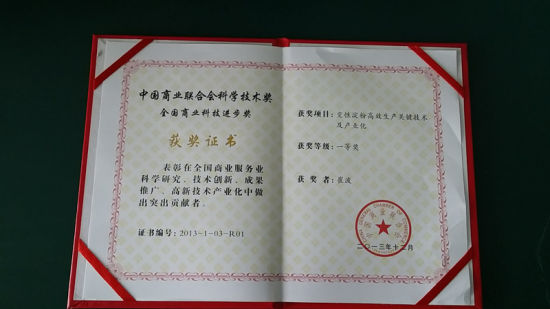 中国商业联合会科学技术奖
全国商业科技进步奖
获奖证书
表彰在全国商业服务业
科学研究、技术创新、成果
推广、高新技术产业化中做
出突出贡献者。
证书编号：2013-1-03-R01
获奖项目：变性淀粉高效生产关键技术
及产业化
获奖等级：一等奖
获 奖 者：崔波
二〇一三年十二月